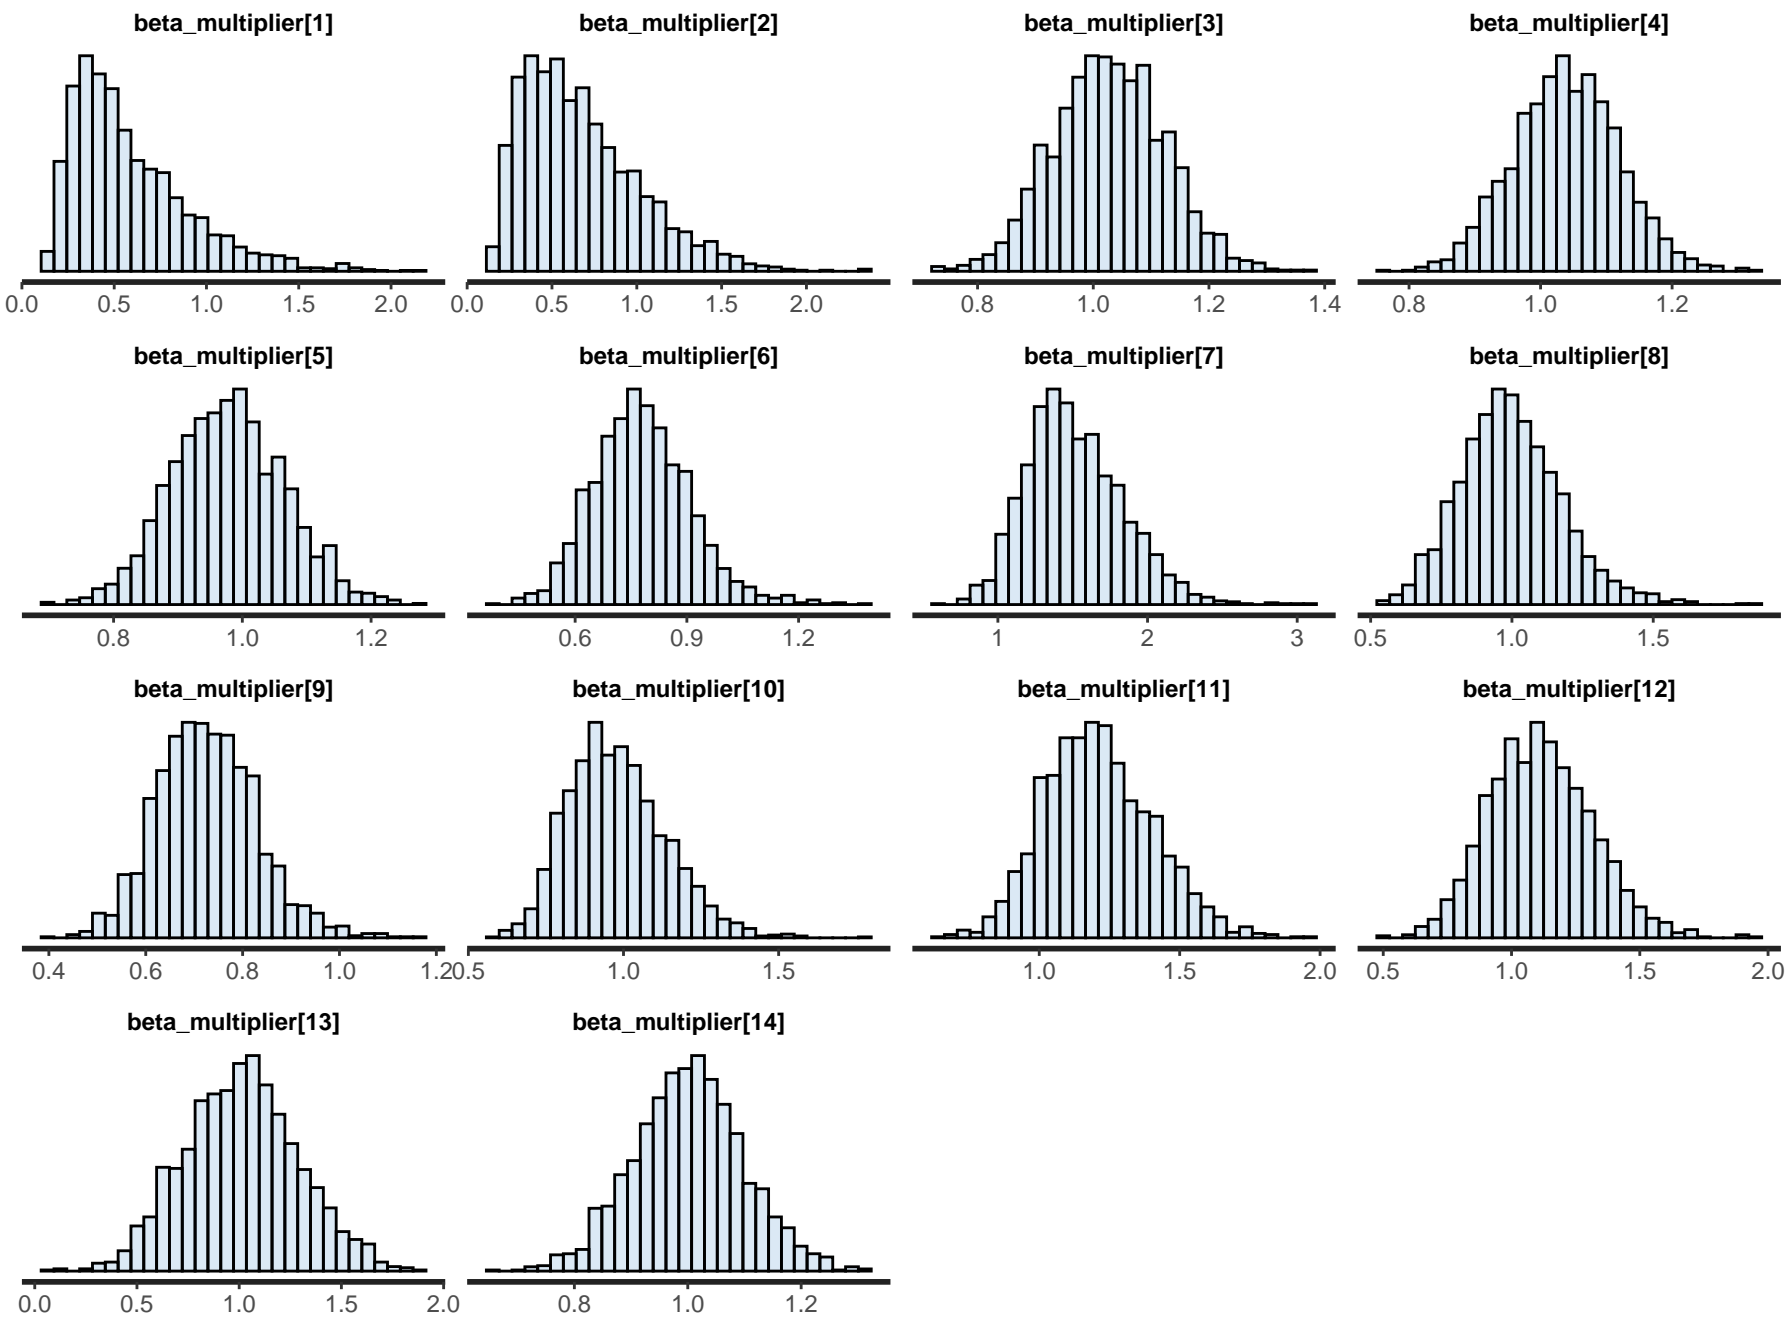 beta_multiplier[1] beta_multiplier[2] beta_multiplier[3] beta_multiplier[4]
0.0 0.5 1.0 1.5 2.0 0.0 0.5 1.0 1.5 2.0 0.8 1.0 1.2 1.4 0.8 1.0 1.2
beta_multiplier[5] beta_multiplier[6] beta_multiplier[7] beta_multiplier[8]
0.8 1.0 1.2 0.6 0.9 1.2 1 2 3 0.5 1.0 1.5
beta_multiplier[9] beta_multiplier[10] beta_multiplier[11] beta_multiplier[12]
0.4 0.6 0.8 1.0 1.2 0.5 1.0 1.5 1.0 1.5 2.0 0.5 1.0 1.5 2.0
beta_multiplier[13] beta_multiplier[14]
0.0 0.5 1.0 1.5 2.0 0.8 1.0 1.2